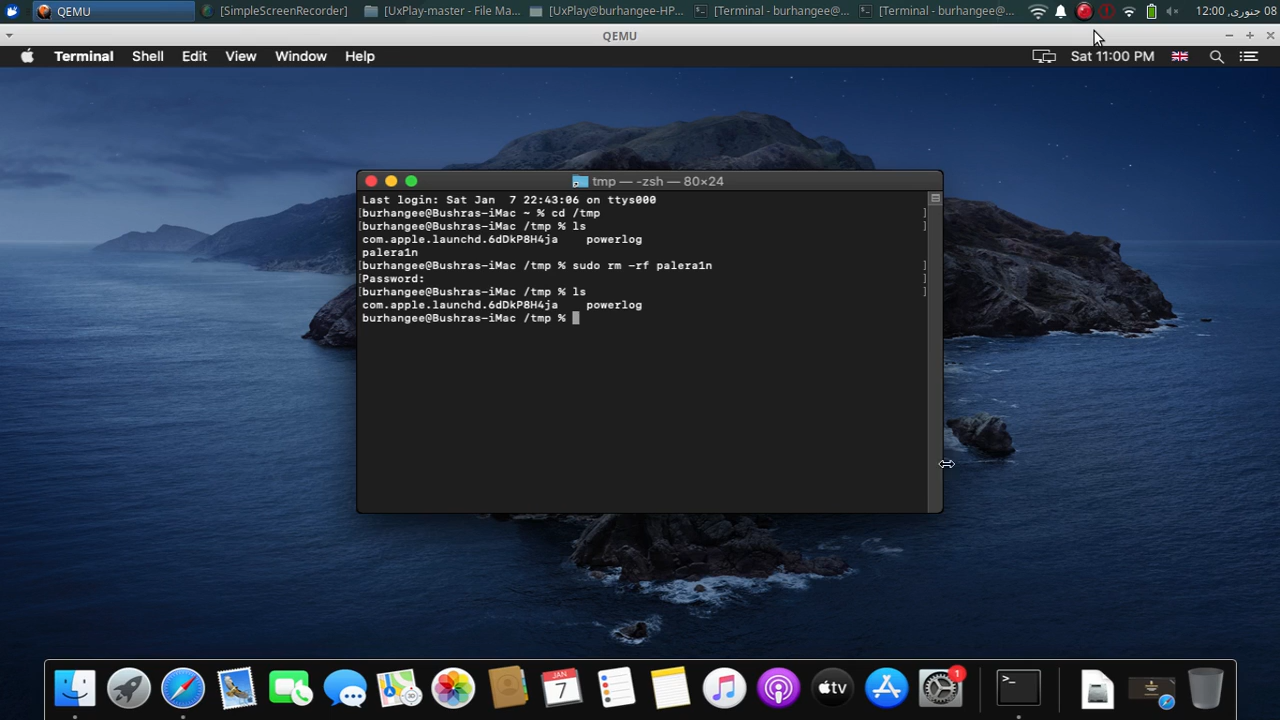 QEMU
[SimpleScreenRecorder]
[UxPlay-master - File Ma...
[UxPlay@burhangee-HP...
[Terminal - burhangee@...
[Terminal - burhangee@...
08 جنوری, 12:00
QEMU
Terminal Shell Edit View Window Help
Sat 11:00 PM
tmp — -zsh — 80×24
Last login: Sat Jan  7 22:43:06 on ttys000
[burhangee@Bushras-iMac ~ % cd /tmp ]
[burhangee@Bushras-iMac /tmp % ls ]
com.apple.launchd.6dDkP8H4ja    powerlog
palera1n
[burhangee@Bushras-iMac /tmp % sudo rm -rf palera1n ]
[Password: ]
[burhangee@Bushras-iMac /tmp % ls ]
com.apple.launchd.6dDkP8H4ja    powerlog
burhangee@Bushras-iMac /tmp %
JAN
7
tv
1
>_